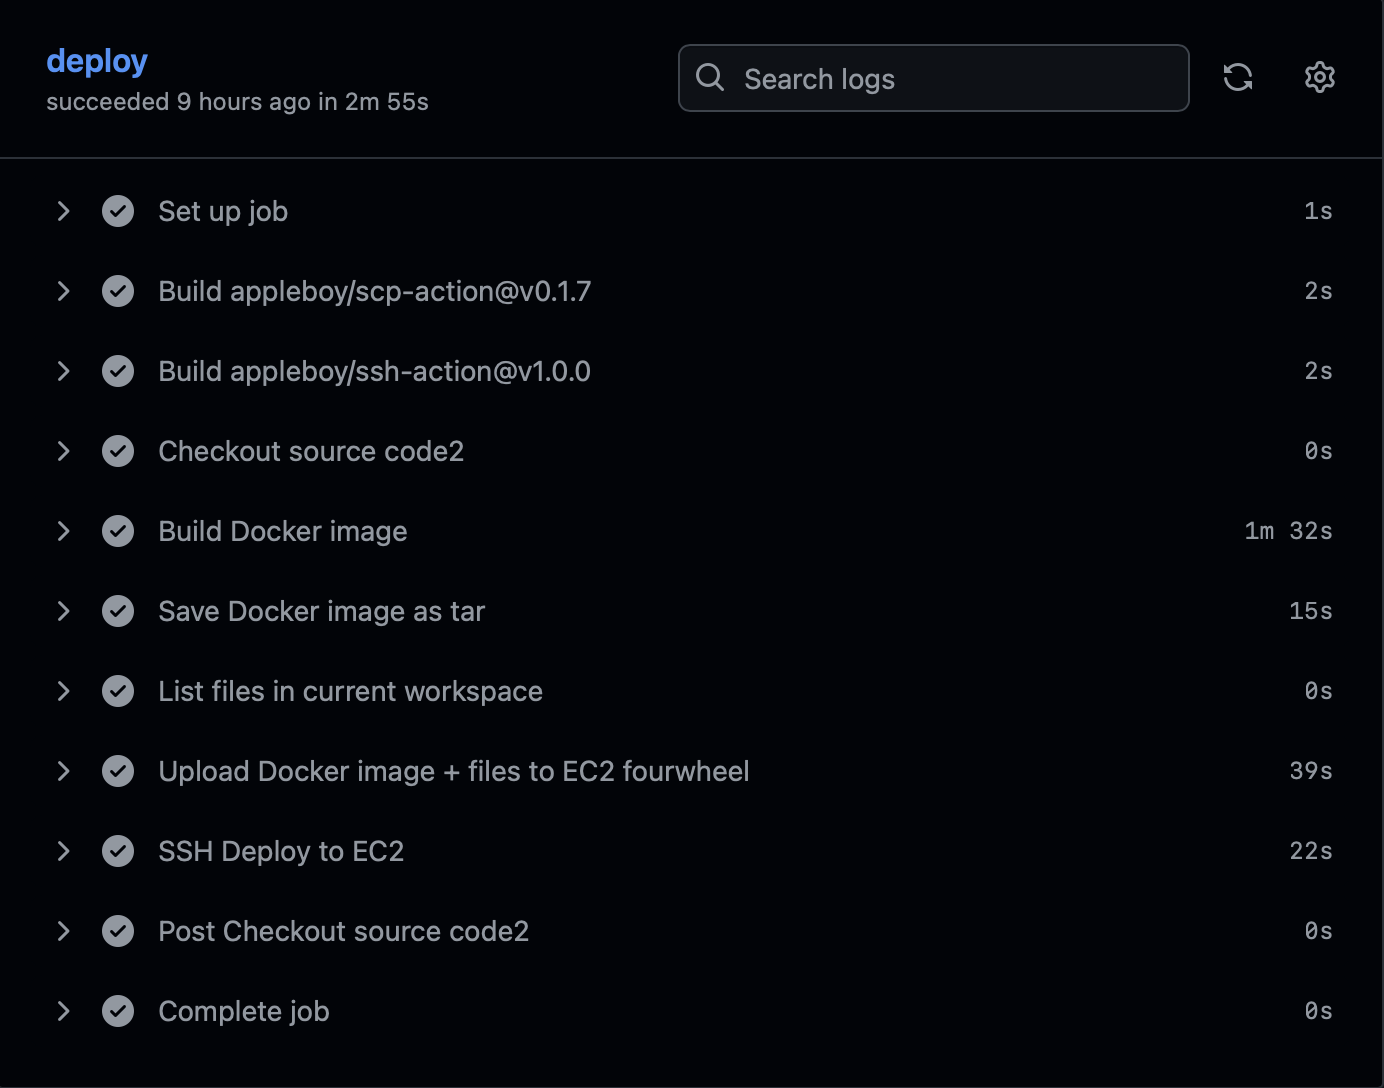 deploy
succeeded 9 hours ago in 2m 55s
Search logs
Set up job 1s
Build appleboy/scp-action@v0.1.7 2s
Build appleboy/ssh-action@v1.0.0 2s
Checkout source code2 0s
Build Docker image 1m 32s
Save Docker image as tar 15s
List files in current workspace 0s
Upload Docker image + files to EC2 fourwheel 39s
SSH Deploy to EC2 22s
Post Checkout source code2 0s
Complete job 0s